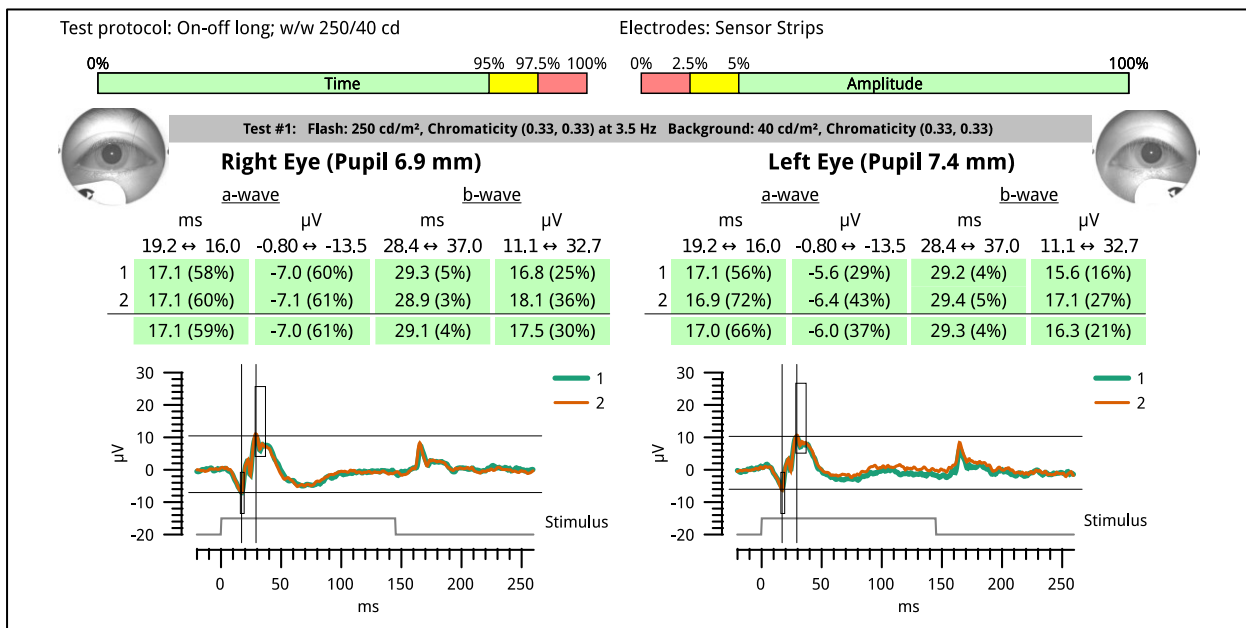 Test protocol: On-off long; w/w 250/40 cd
Electrodes: Sensor Strips
0% 95% 97.5% 100%
Time
0% 2.5% 5% 100%
Amplitude
Test #1: Flash: 250 cd/m², Chromaticity (0.33, 0.33) at 3.5 Hz Background: 40 cd/m², Chromaticity (0.33, 0.33)
Right Eye (Pupil 6.9 mm)
a-wave b-wave
ms µV ms µV
19.2 ↔ 16.0 -0.80 ↔ -13.5 28.4 ↔ 37.0 11.1 ↔ 32.7
1 17.1 (58%) -7.0 (60%) 29.3 (5%) 16.8 (25%)
2 17.1 (60%) -7.1 (61%) 28.9 (3%) 18.1 (36%)
17.1 (59%) -7.0 (61%) 29.1 (4%) 17.5 (30%)
30
20
10
0
-10
-20
µV
1
2
Stimulus
0 50 100 150 200 250
ms
Left Eye (Pupil 7.4 mm)
a-wave b-wave
ms µV ms µV
19.2 ↔ 16.0 -0.80 ↔ -13.5 28.4 ↔ 37.0 11.1 ↔ 32.7
1 17.1 (56%) -5.6 (29%) 29.2 (4%) 15.6 (16%)
2 16.9 (72%) -6.4 (43%) 29.4 (5%) 17.1 (27%)
17.0 (66%) -6.0 (37%) 29.3 (4%) 16.3 (21%)
30
20
10
0
-10
-20
µV
1
2
Stimulus
0 50 100 150 200 250
ms